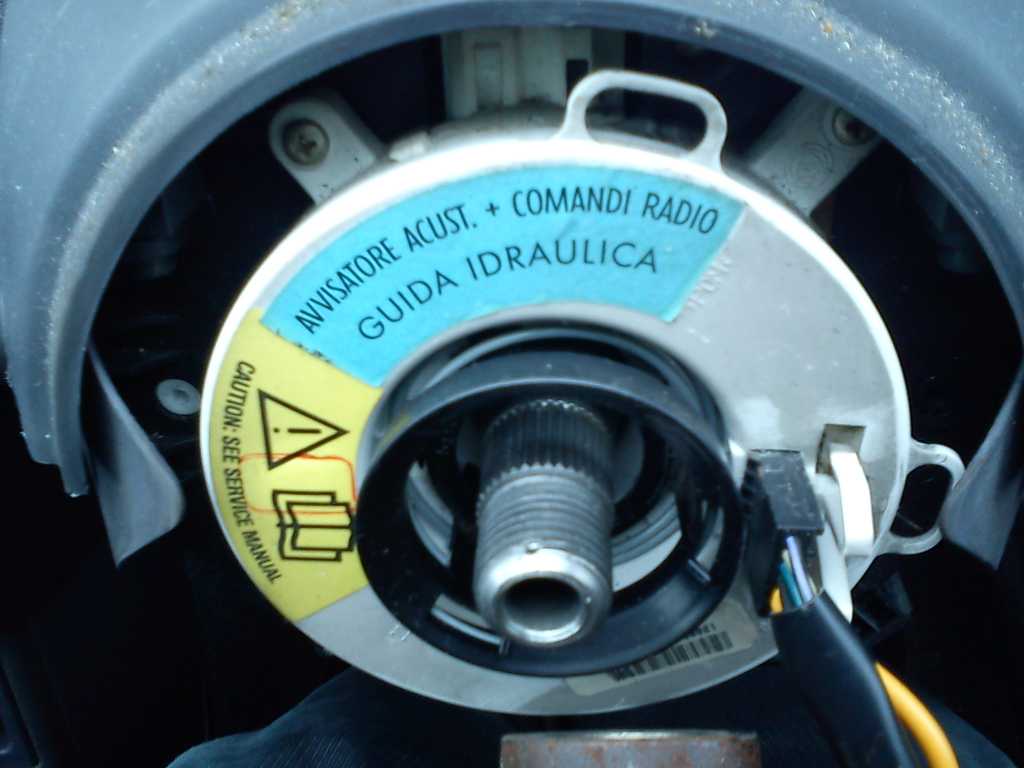 AVVISATORE ACUST. + COMANDI RADIO
GUIDA IDRAULICA
CAUTION: SEE SERVICE MANUAL